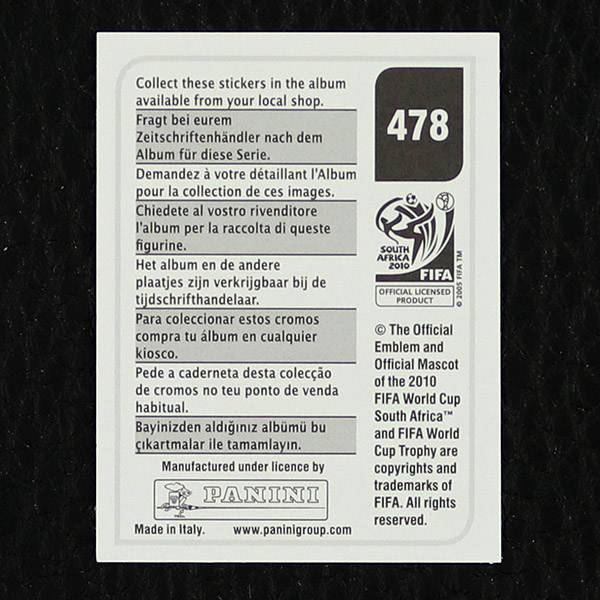 Collect these stickers in the album
available from your local shop.
Fragt bei eurem
Zeitschriftenhändler nach dem
Album für diese Serie.
Demandez à votre détaillant l'Album
pour la collection de ces images.
Chiedete al vostro rivenditore
l'album per la raccolta di queste
figurine.
Het album en de andere
plaatjes zijn verkrijgbaar bij de
tijdschrifthandelaar.
Para coleccionar estos cromos
compra tu álbum en cualquier
kiosco.
Pede a caderneta desta colecção
de cromos no teu ponto de venda
habitual.
Bayinizden aldığınız albümü bu
çıkartmalar ile tamamlayın.
Manufactured under licence by
PANINI
Made in Italy. www.paninigroup.com
478
SOUTH
AFRICA
2010
FIFA
OFFICIAL LICENSED
PRODUCT
© 2005 FIFA TM
© The Official
Emblem and
Official Mascot
of the 2010
FIFA World Cup
South Africa™
and FIFA World
Cup Trophy are
copyrights and
trademarks of
FIFA. All rights
reserved.